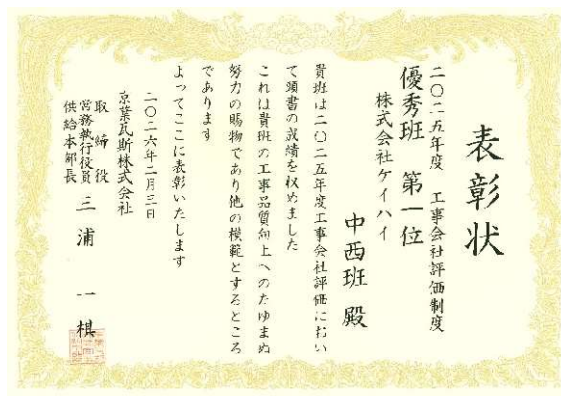 表彰状
二〇二五年度 工事会社評価制度
優秀班 第一位
株式会社ケイハイ
中西班 殿
貴班は二〇二五年度工事会社評価におい
て頭書の成績を収めました
これは貴班の工事品質向上へのたゆまぬ
努力の賜物であり他の模範とするところ
であります
よってここに表彰いたします
二〇二六年二月三日
京葉瓦斯株式会社
取締役
常務執行役員
供給本部長
三浦 一棋